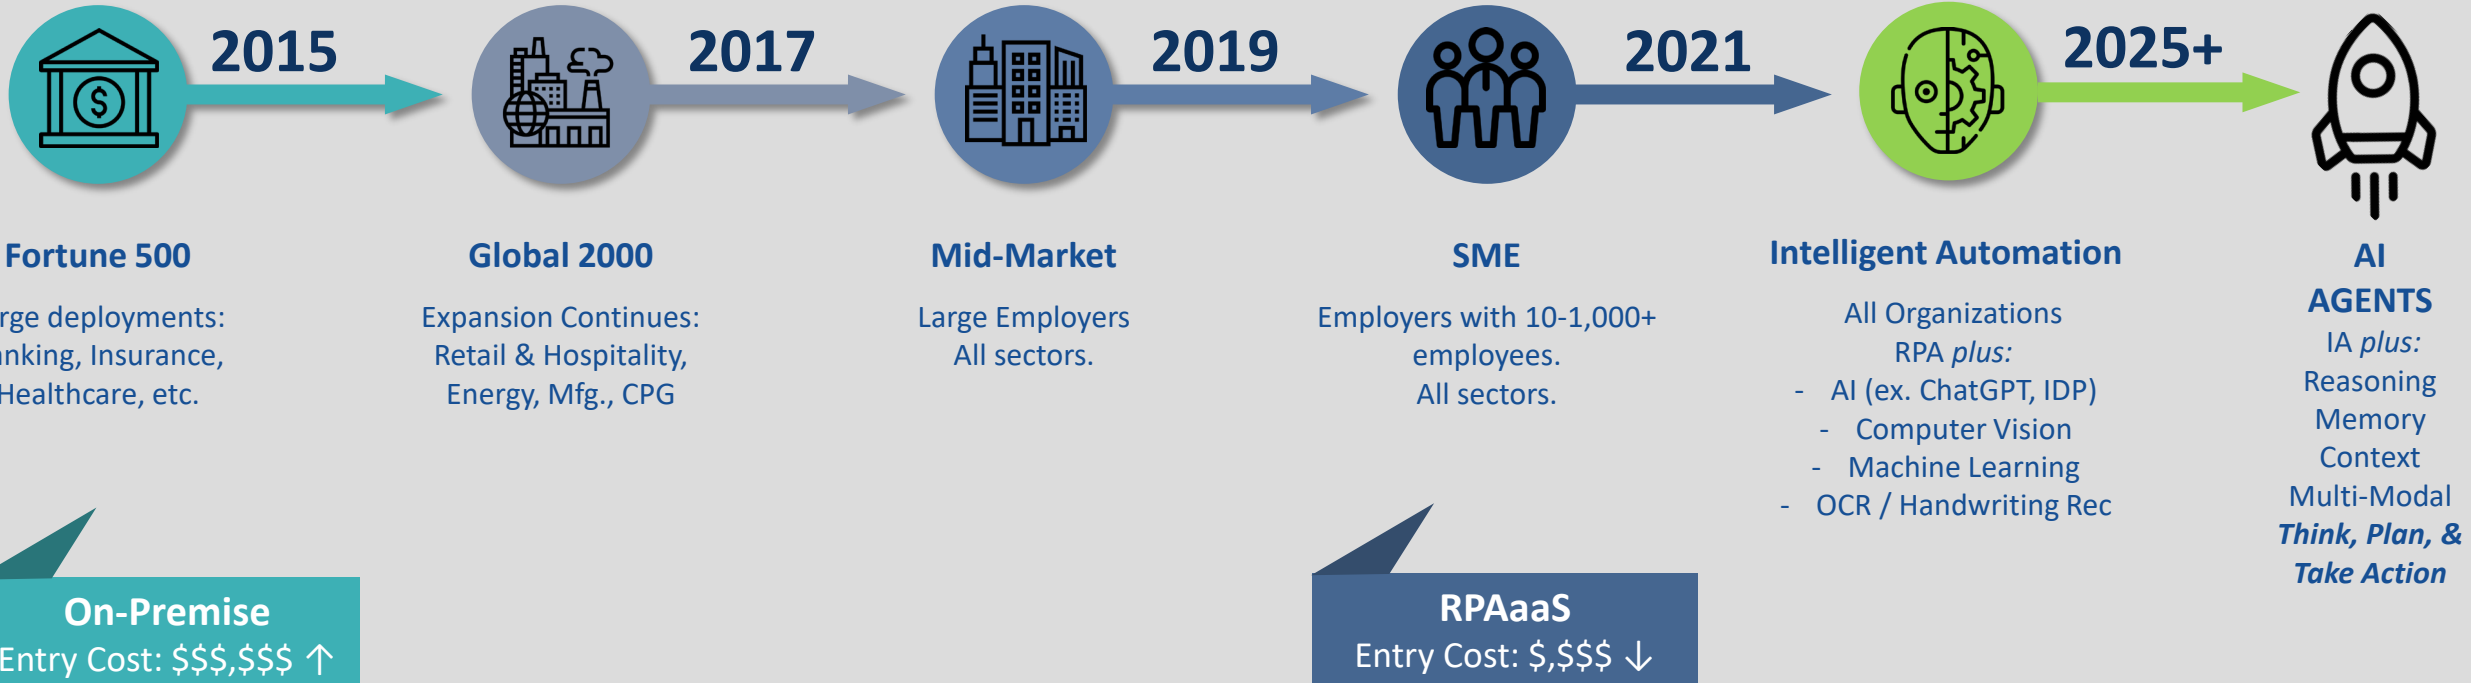 2015
2017
2019
2021
2025+
Fortune 500
deployments:
Insurance,
Healthcare, etc.
Global 2000
Expansion Continues:
Retail & Hospitality,
Energy, Mfg., CPG
Mid-Market
Large Employers
All sectors.
SME
Employers with 10-1,000+
employees.
All sectors.
Intelligent Automation
All Organizations
RPA plus:
- AI (ex. ChatGPT, IDP)
- Computer Vision
- Machine Learning
- OCR / Handwriting Rec
AI
AGENTS
IA plus:
Reasoning
Memory
Context
Multi-Modal
Think, Plan, &
Take Action
On-Premise
Entry Cost: $$$,$$$ ↑
RPAaaS
Entry Cost: $,$$$ ↓